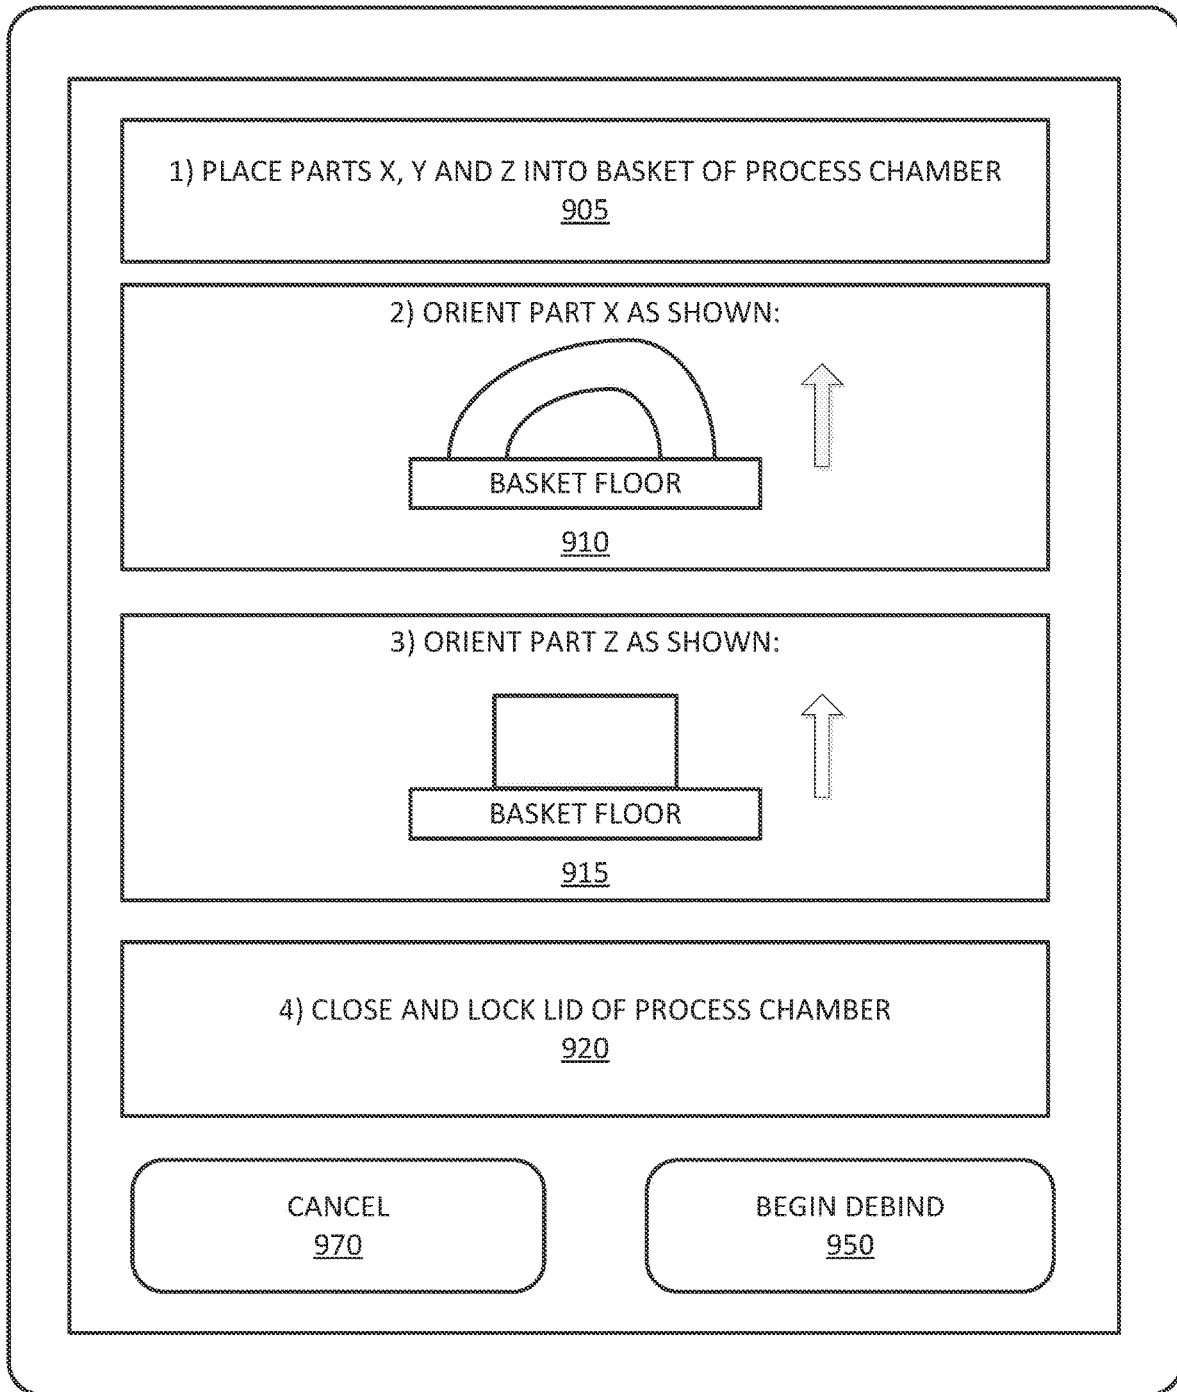 1) PLACE PARTS X, Y AND Z INTO BASKET OF PROCESS CHAMBER
905
2) ORIENT PART X AS SHOWN:
BASKET FLOOR
910
3) ORIENT PART Z AS SHOWN:
BASKET FLOOR
915
4) CLOSE AND LOCK LID OF PROCESS CHAMBER
920
CANCEL
970
BEGIN DEBIND
950